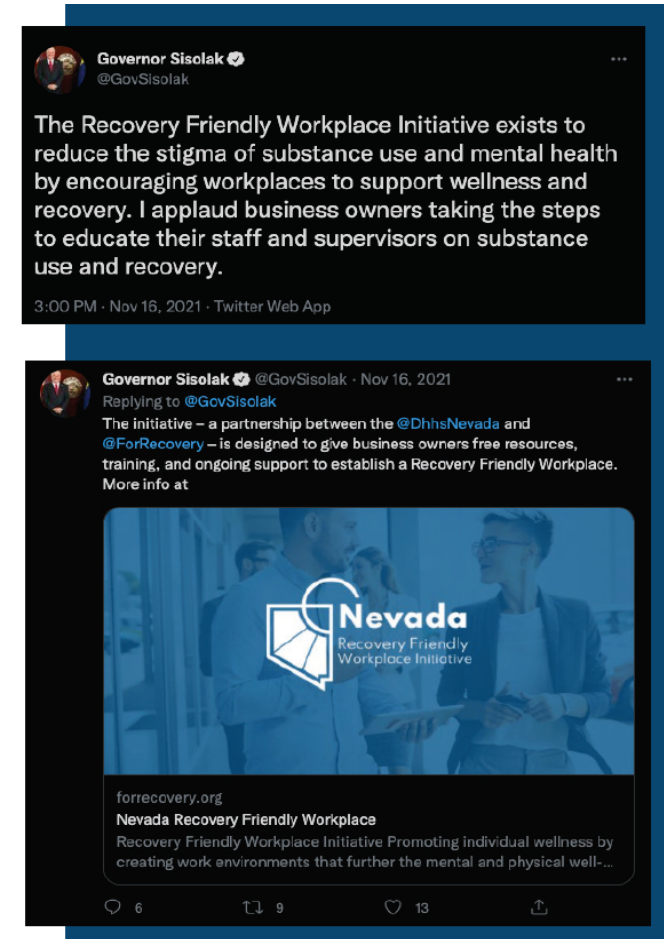 Governor Sisolak
@GovSisolak
The Recovery Friendly Workplace Initiative exists to
reduce the stigma of substance use and mental health
by encouraging workplaces to support wellness and
recovery. I applaud business owners taking the steps
to educate their staff and supervisors on substance
use and recovery.
3:00 PM · Nov 16, 2021 · Twitter Web App
Governor Sisolak @GovSisolak · Nov 16, 2021
Replying to @GovSisolak
The initiative – a partnership between the @DhhsNevada and
@ForRecovery – is designed to give business owners free resources,
training, and ongoing support to establish a Recovery Friendly Workplace.
More info at
Nevada
Recovery Friendly
Workplace Initiative
forrecovery.org
Nevada Recovery Friendly Workplace
Recovery Friendly Workplace Initiative Promoting individual wellness by
creating work environments that further the mental and physical well-...
6 9 13